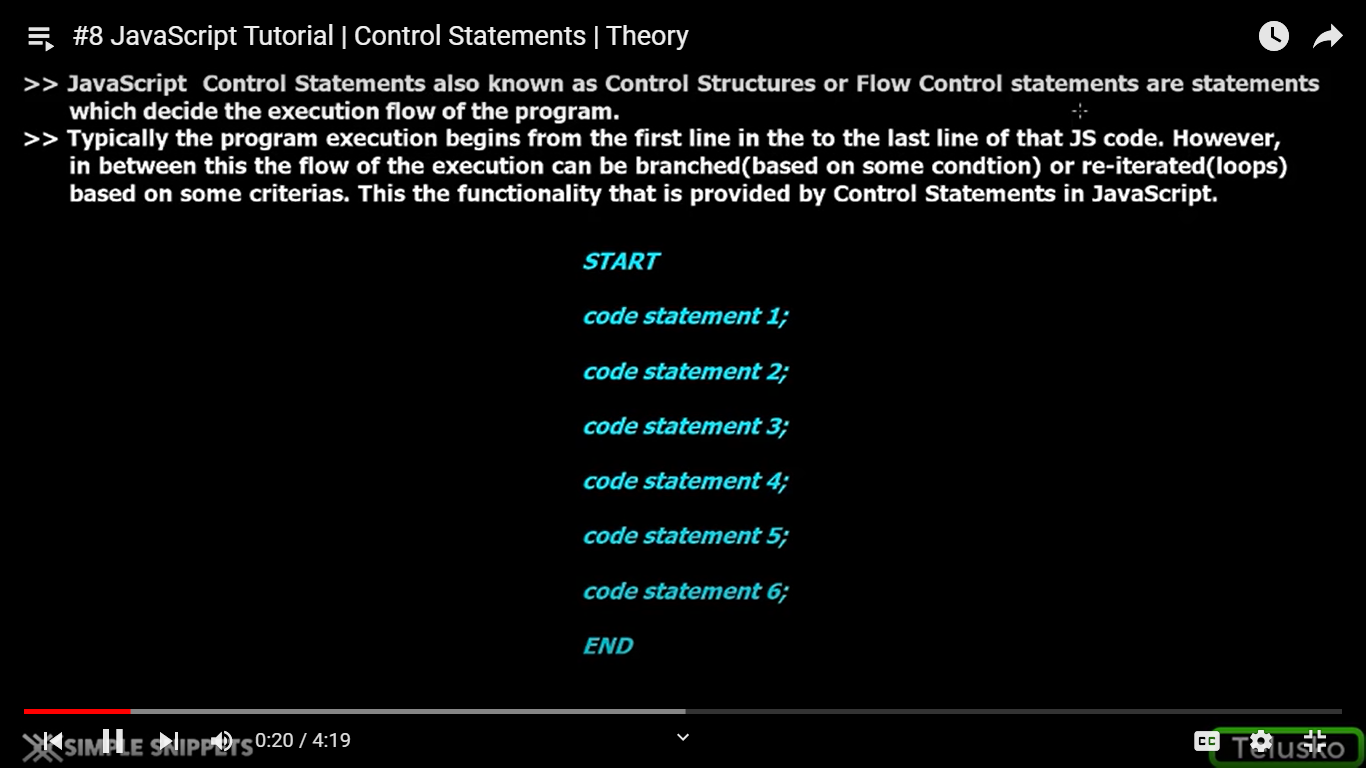 #8 JavaScript Tutorial | Control Statements | Theory
>> JavaScript Control Statements also known as Control Structures or Flow Control statements are statements
which decide the execution flow of the program.
>> Typically the program execution begins from the first line in the to the last line of that JS code. However,
in between this the flow of the execution can be branched(based on some condtion) or re-iterated(loops)
based on some criterias. This the functionality that is provided by Control Statements in JavaScript.
START
code statement 1;
code statement 2;
code statement 3;
code statement 4;
code statement 5;
code statement 6;
END
SIMPLE SNIPPETS
0:20 / 4:19
CC
Telusko